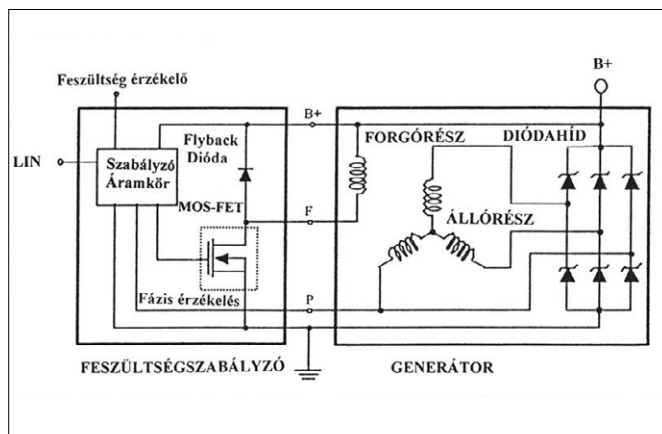 B+
Feszültség érzékelő
B+
Flyback
Dióda
FORGÓRÉSZ
DIÓDAHÍD
LIN
Szabályzó
Áramkör
MOS-FET
F
ÁLLÓRÉSZ
Fázis érzékelés
P
FESZÜLTSÉGSZABÁLYZÓ
GENERÁTOR